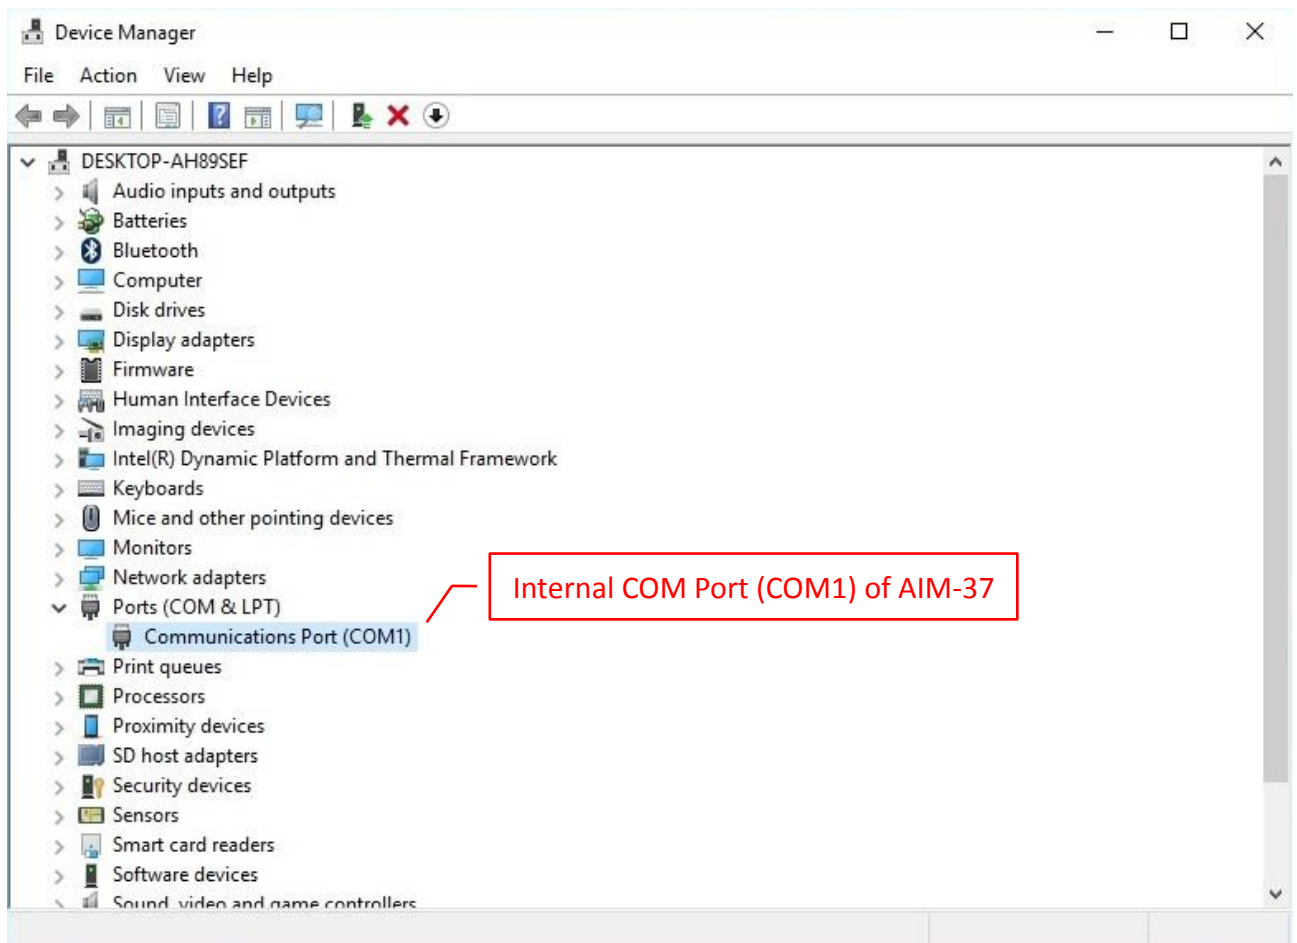 Device Manager
File Action View Help
DESKTOP-AH89SEF
Audio inputs and outputs
Batteries
Bluetooth
Computer
Disk drives
Display adapters
Firmware
Human Interface Devices
Imaging devices
Intel(R) Dynamic Platform and Thermal Framework
Keyboards
Mice and other pointing devices
Monitors
Network adapters
Internal COM Port (COM1) of AIM-37
Ports (COM & LPT)
Communications Port (COM1)
Print queues
Processors
Proximity devices
SD host adapters
Security devices
Sensors
Smart card readers
Software devices
Sound, video and game controllers